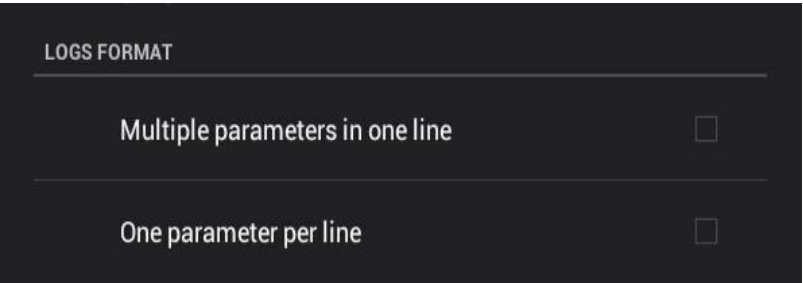 LOGS FORMAT
Multiple parameters in one line
One parameter per line